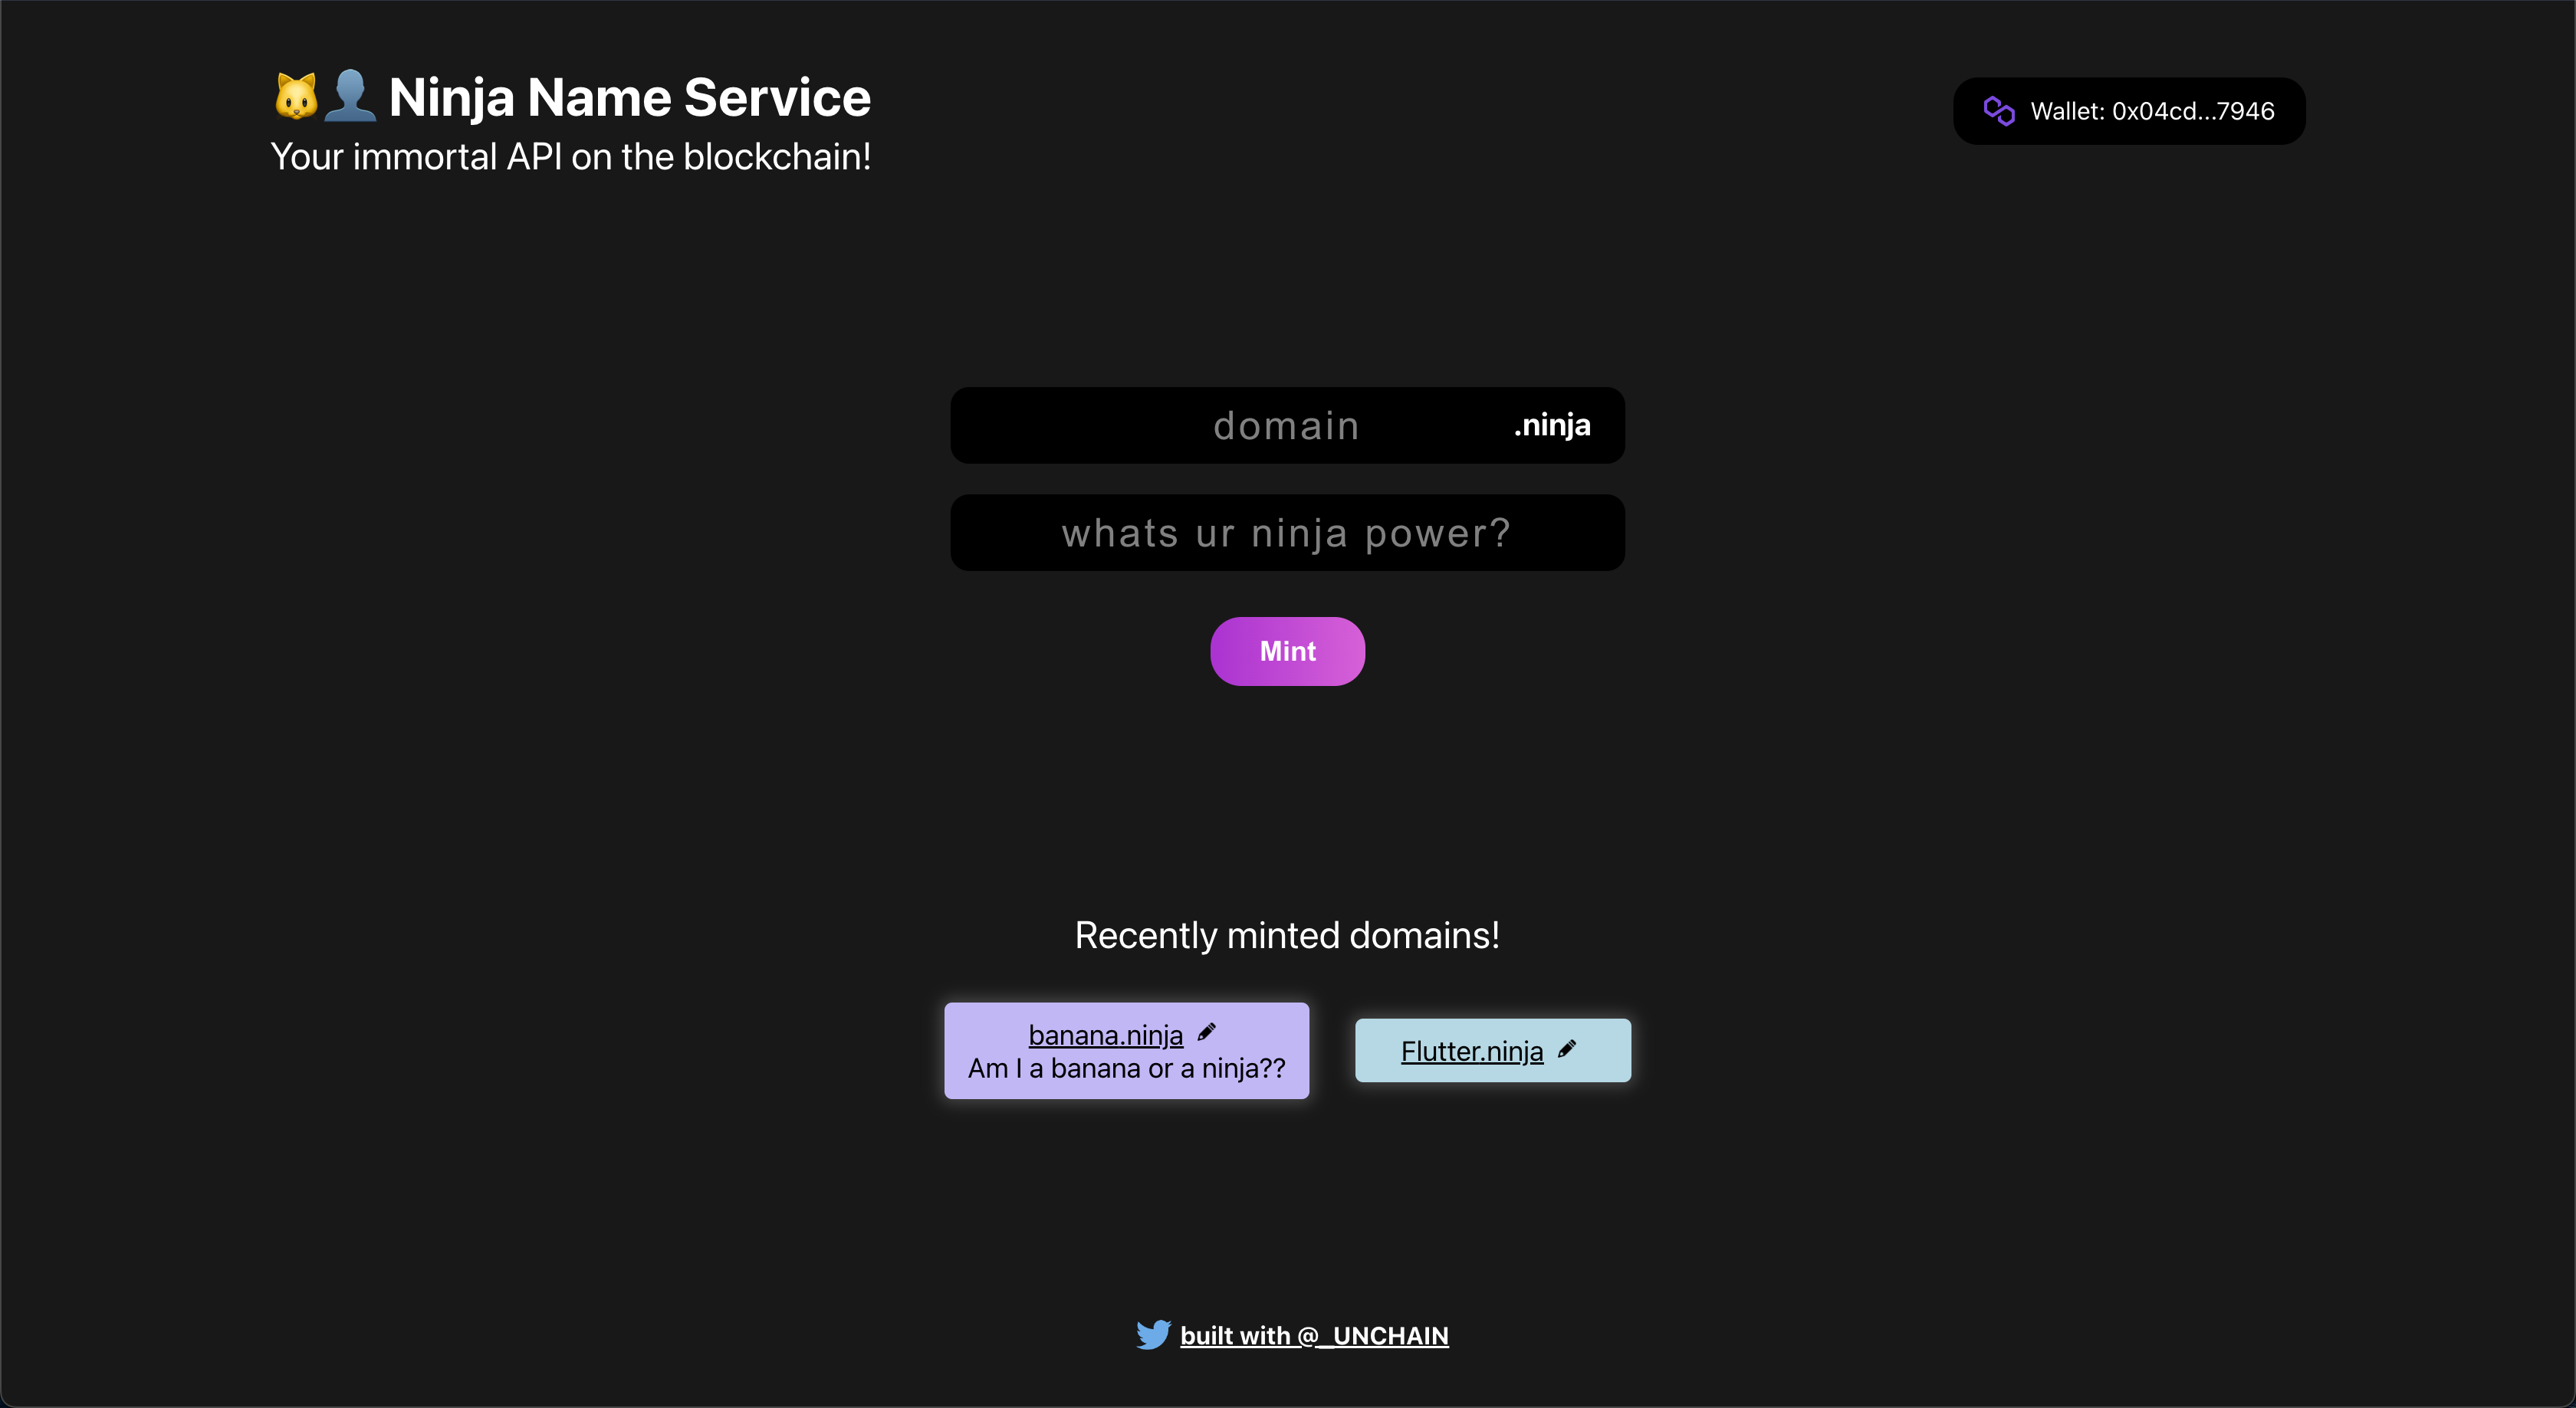 Ninja Name Service
Your immortal API on the blockchain!
Wallet: 0x04cd...7946
domain .ninja
whats ur ninja power?
Mint
Recently minted domains!
banana.ninja
Am I a banana or a ninja??
Flutter.ninja
built with @_UNCHAIN